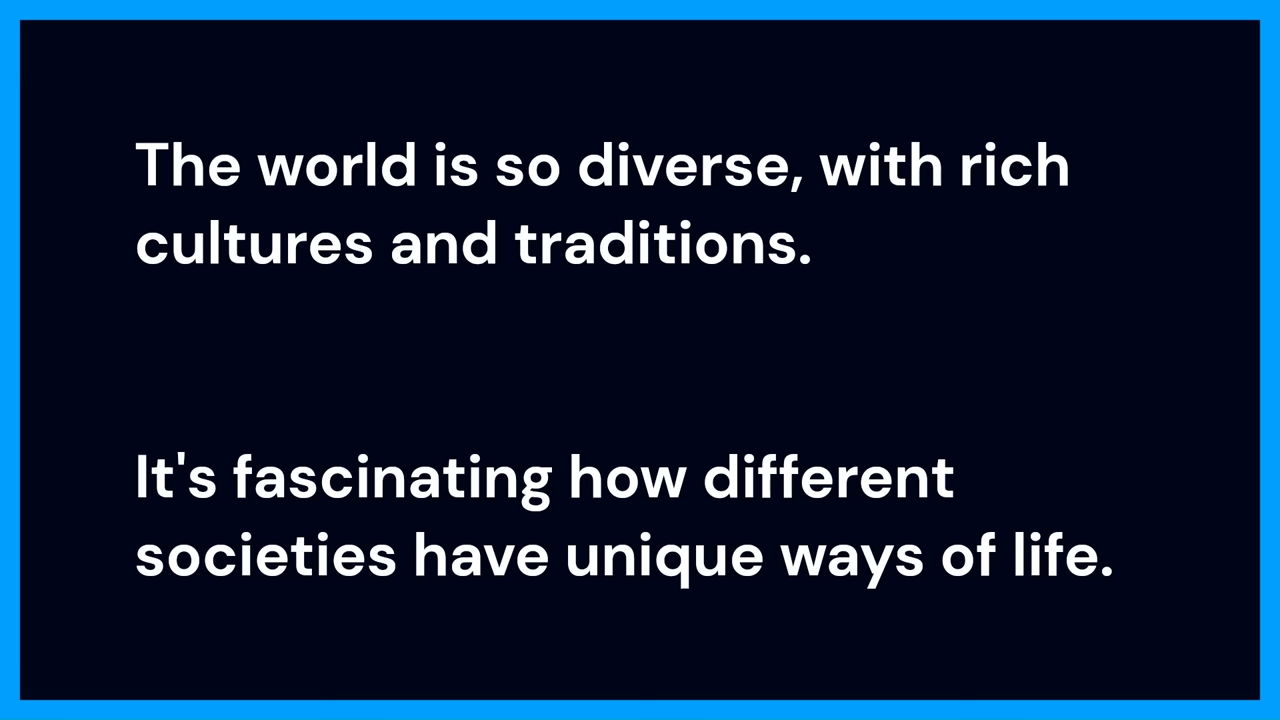 The world is so diverse, with rich
cultures and traditions.
It's fascinating how different
societies have unique ways of life.